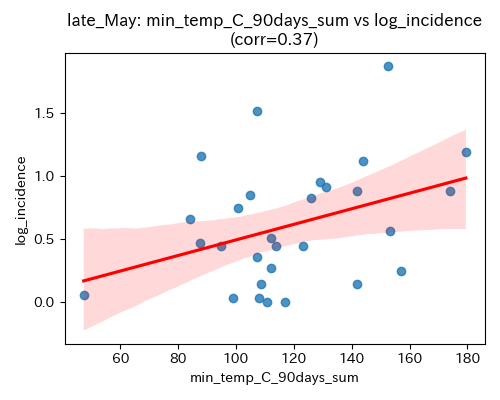 late_May: min_temp_C_90days_sum vs log_incidence
(corr=0.37)
log_incidence
1.5
1.0
0.5
0.0
60
80
100
120
140
160
180
min_temp_C_90days_sum